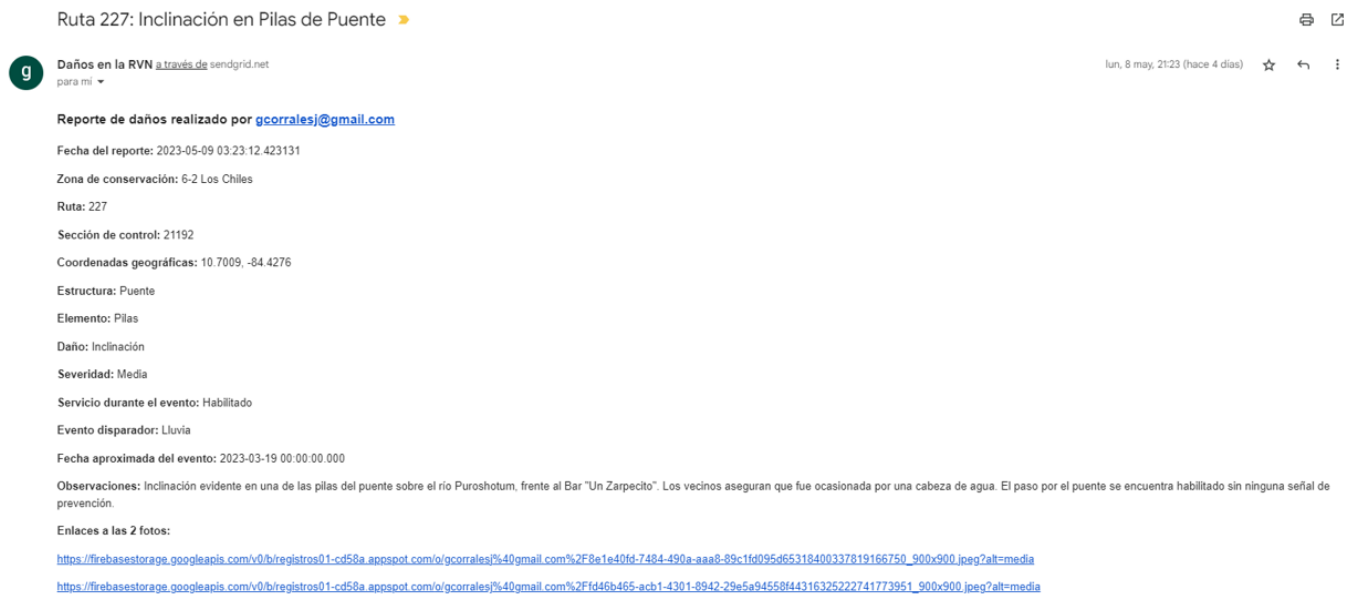 Ruta 227: Inclinación en Pilas de Puente
g
Daños en la RVN a través de sendgrid.net
lun, 8 may, 21:23 (hace 4 días)
para mí
Reporte de daños realizado por gcorralesj@gmail.com
Fecha del reporte: 2023-05-09 03:23:12.423131
Zona de conservación: 6-2 Los Chiles
Ruta: 227
Sección de control: 21192
Coordenadas geográficas: 10.7009, -84.4276
Estructura: Puente
Elemento: Pilas
Daño: Inclinación
Severidad: Media
Servicio durante el evento: Habilitado
Evento disparador: Lluvia
Fecha aproximada del evento: 2023-03-19 00:00:00.000
Observaciones: Inclinación evidente en una de las pilas del puente sobre el río Puroshotum, frente al Bar "Un Zarpecito". Los vecinos aseguran que fue ocasionada por una cabeza de agua. El paso por el puente se encuentra habilitado sin ninguna señal de
prevención.
Enlaces a las 2 fotos:
https://firebasestorage.googleapis.com/v0/b/registros01-cd58a.appspot.com/o/gcorralesj%40gmail.com%2F8e1e40fd-7484-490a-aaa8-89c1fd095d65318400337819166750_900x900.jpeg?alt=media
https://firebasestorage.googleapis.com/v0/b/registros01-cd58a.appspot.com/o/gcorralesj%40gmail.com%2Ffd46b465-acb1-4301-8942-29e5a94558f44316325222741773951_900x900.jpeg?alt=media